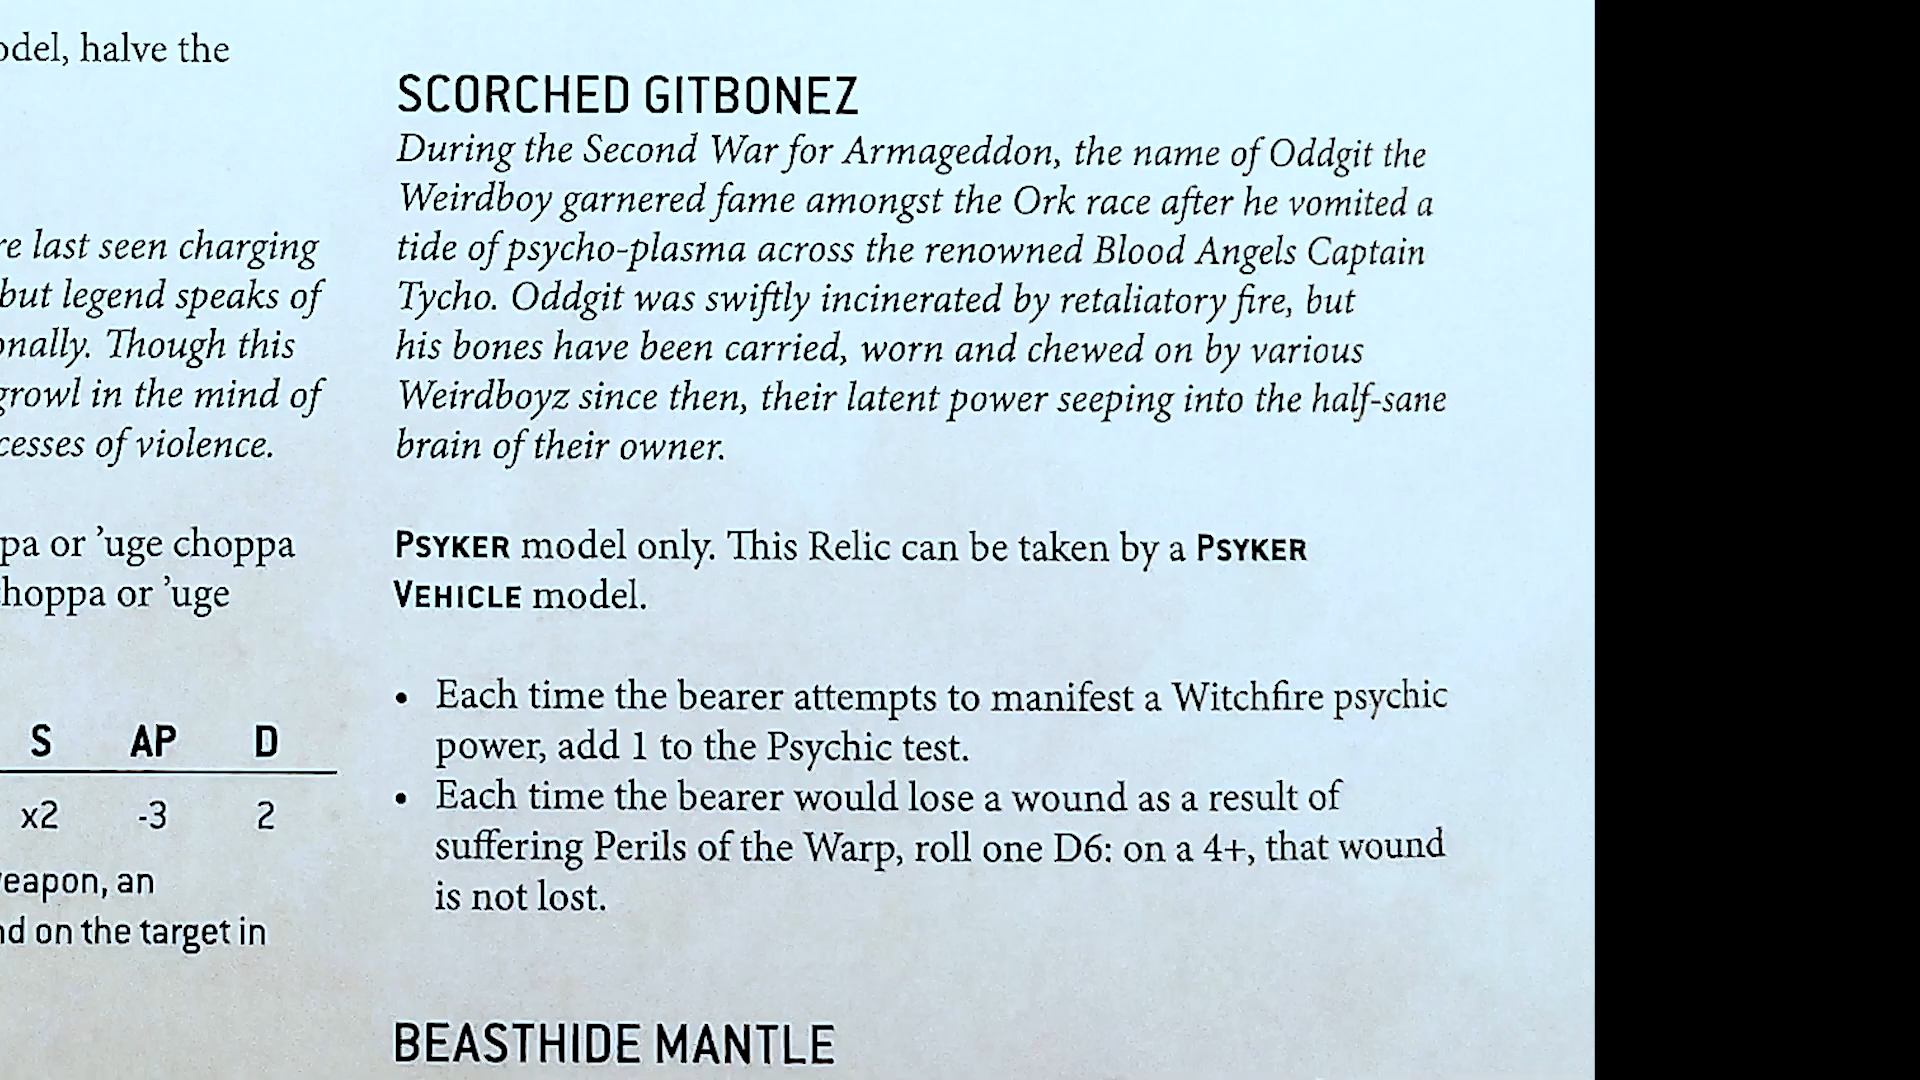 odel, halve the
re last seen charging
but legend speaks of
onally. Though this
growl in the mind of
cesses of violence.
pa or ’uge choppa
hoppa or ’uge
S AP D
x2 -3 2
eapon, an
nd on the target in
SCORCHED GITBONEZ
During the Second War for Armageddon, the name of Oddgit the
Weirdboy garnered fame amongst the Ork race after he vomited a
tide of psycho-plasma across the renowned Blood Angels Captain
Tycho. Oddgit was swiftly incinerated by retaliatory fire, but
his bones have been carried, worn and chewed on by various
Weirdboyz since then, their latent power seeping into the half-sane
brain of their owner.
PSYKER model only. This Relic can be taken by a PSYKER
VEHICLE model.
• Each time the bearer attempts to manifest a Witchfire psychic
power, add 1 to the Psychic test.
• Each time the bearer would lose a wound as a result of
suffering Perils of the Warp, roll one D6: on a 4+, that wound
is not lost.
BEASTHIDE MANTLE